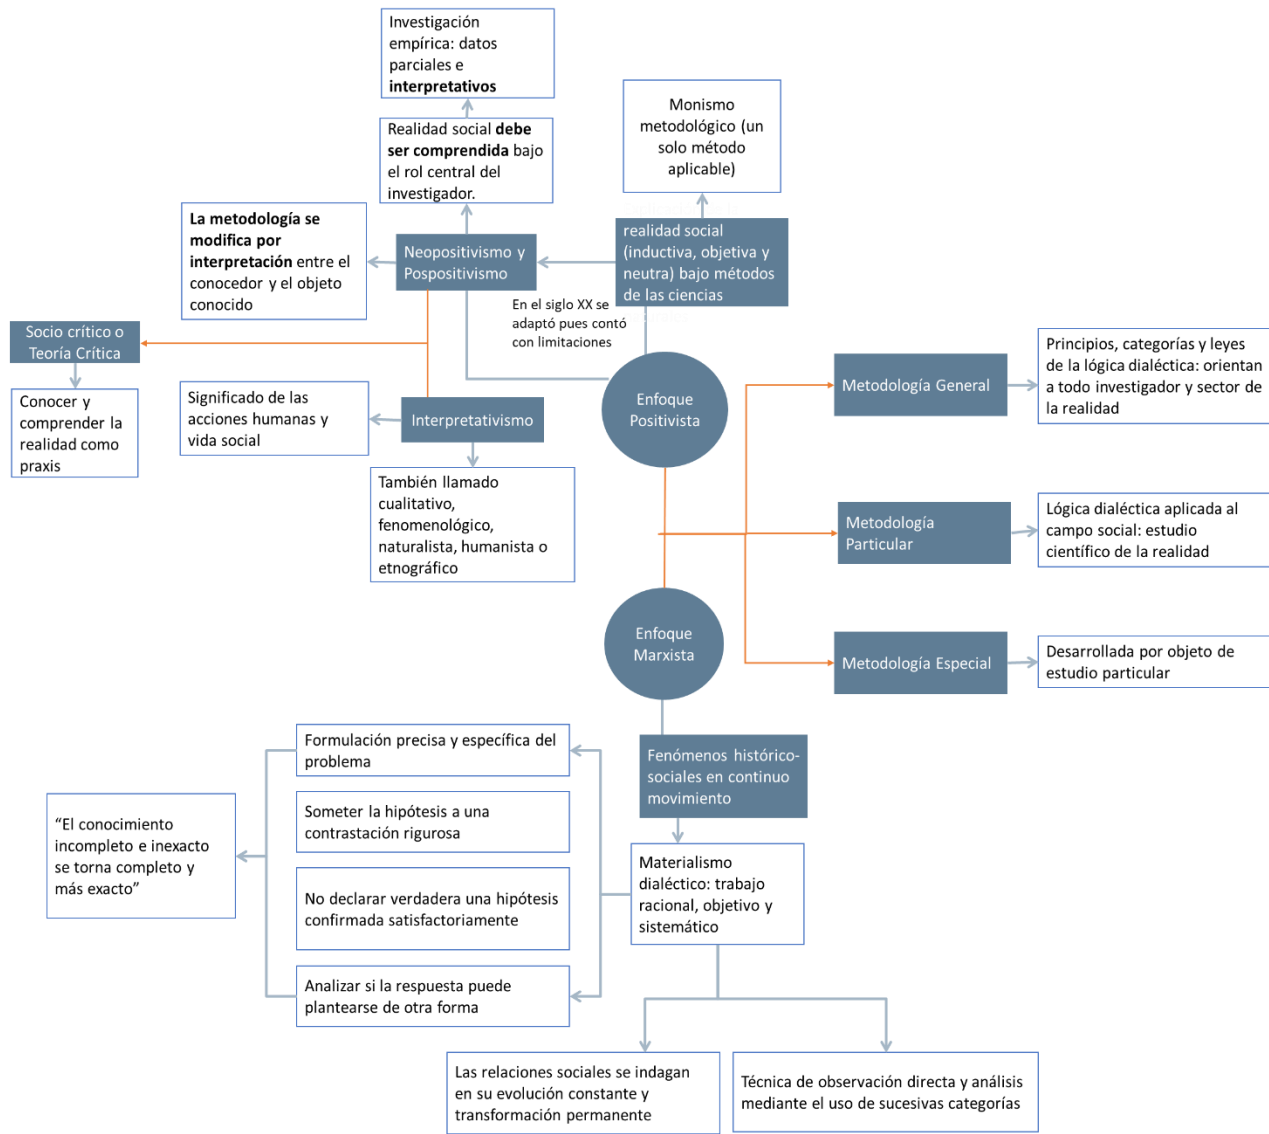 Investigación
empírica: datos
parciales e
interpretativos
Monismo
metodológico (un
solo método
aplicable)
Realidad social debe
ser comprendida bajo
el rol central del
investigador.
La metodología se
modifica por
interpretación entre el
conocedor y el objeto
conocido
Neopositivismo y
Pospositivismo
realidad social
(inductiva, objetiva y
neutra) bajo métodos
de las ciencias
En el siglo XX se
adaptó pues contó
con limitaciones
Socio crítico o
Teoría Crítica
Conocer y
comprender la
realidad como
praxis
Significado de las
acciones humanas y
vida social
Interpretativismo
También llamado
cualitativo,
fenomenológico,
naturalista, humanista o
etnográfico
Enfoque
Positivista
Metodología General
Principios, categorías y leyes
de la lógica dialéctica: orientan
a todo investigador y sector de
la realidad
Metodología
Particular
Lógica dialéctica aplicada al
campo social: estudio
científico de la realidad
Enfoque
Marxista
Metodología Especial
Desarrollada por objeto de
estudio particular
Fenómenos histórico-
sociales en continuo
movimiento
Formulación precisa y específica del
problema
Someter la hipótesis a una
contrastación rigurosa
“El conocimiento
incompleto e inexacto
se torna completo y
más exacto”
No declarar verdadera una hipótesis
confirmada satisfactoriamente
Analizar si la respuesta puede
plantearse de otra forma
Materialismo
dialéctico: trabajo
racional, objetivo y
sistemático
Las relaciones sociales se indagan
en su evolución constante y
transformación permanente
Técnica de observación directa y análisis
mediante el uso de sucesivas categorías